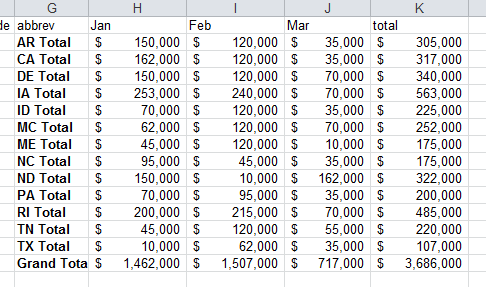 G H I J K
de abbrev Jan Feb Mar total
AR Total $ 150,000 $ 120,000 $ 35,000 $ 305,000
CA Total $ 162,000 $ 120,000 $ 35,000 $ 317,000
DE Total $ 150,000 $ 120,000 $ 70,000 $ 340,000
IA Total $ 253,000 $ 240,000 $ 70,000 $ 563,000
ID Total $ 70,000 $ 120,000 $ 35,000 $ 225,000
MC Total $ 62,000 $ 120,000 $ 70,000 $ 252,000
ME Total $ 45,000 $ 120,000 $ 10,000 $ 175,000
NC Total $ 95,000 $ 45,000 $ 35,000 $ 175,000
ND Total $ 150,000 $ 10,000 $ 162,000 $ 322,000
PA Total $ 70,000 $ 95,000 $ 35,000 $ 200,000
RI Total $ 200,000 $ 215,000 $ 70,000 $ 485,000
TN Total $ 45,000 $ 120,000 $ 55,000 $ 220,000
TX Total $ 10,000 $ 62,000 $ 35,000 $ 107,000
Grand Tota $ 1,462,000 $ 1,507,000 $ 717,000 $ 3,686,000